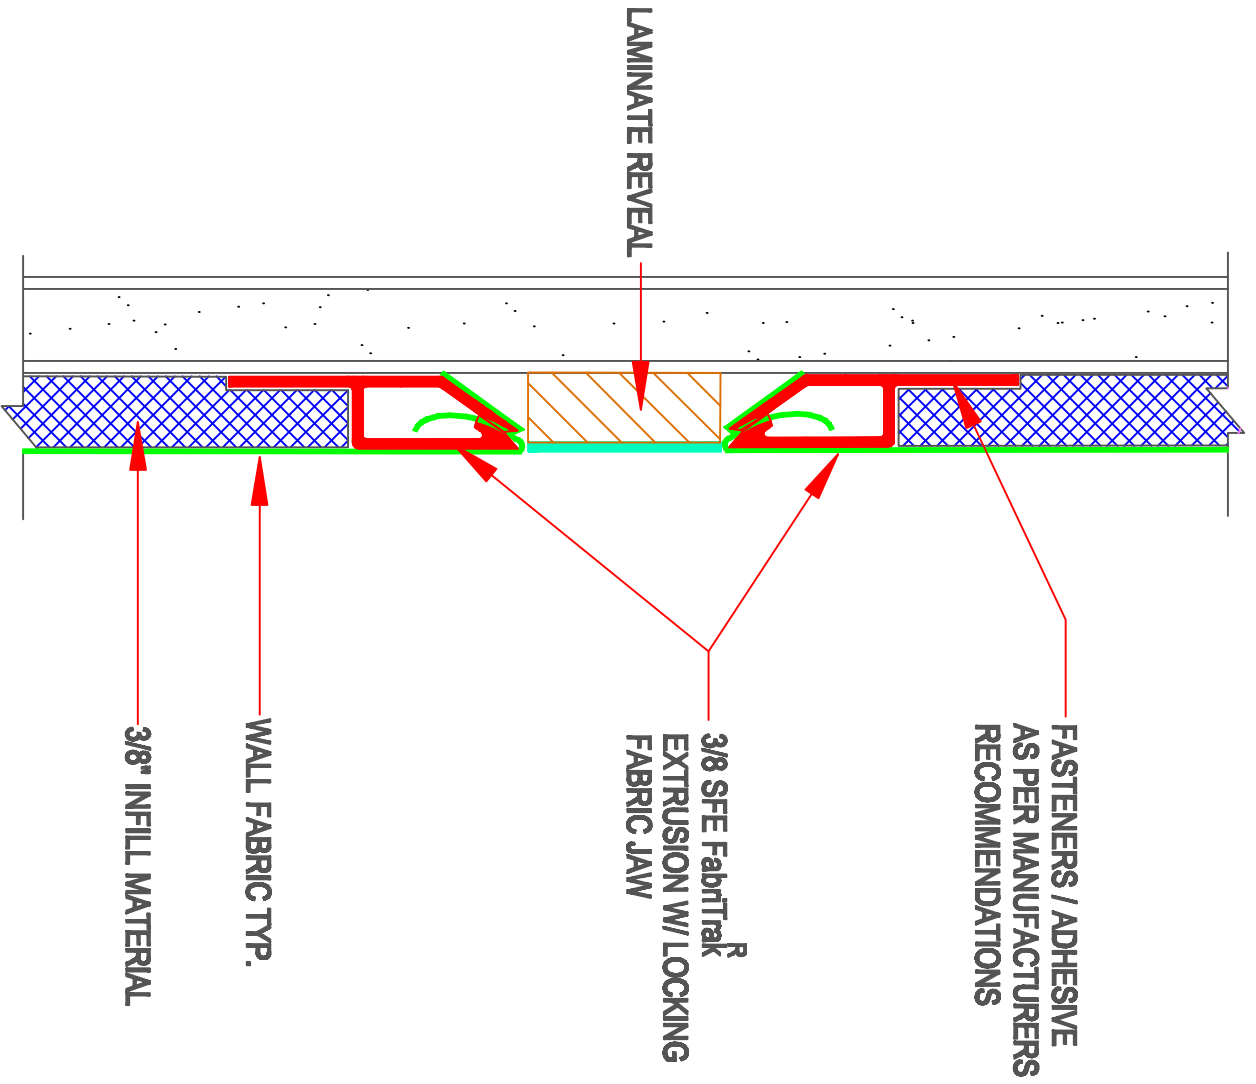 LAMINATE REVEAL
FASTENERS / ADHESIVE
AS PER MANUFACTURERS
RECOMMENDATIONS
3/8 SFE FabriTrak R
EXTRUSION W/ LOCKING
FABRIC JAW
WALL FABRIC TYP.
3/8" INFILL MATERIAL